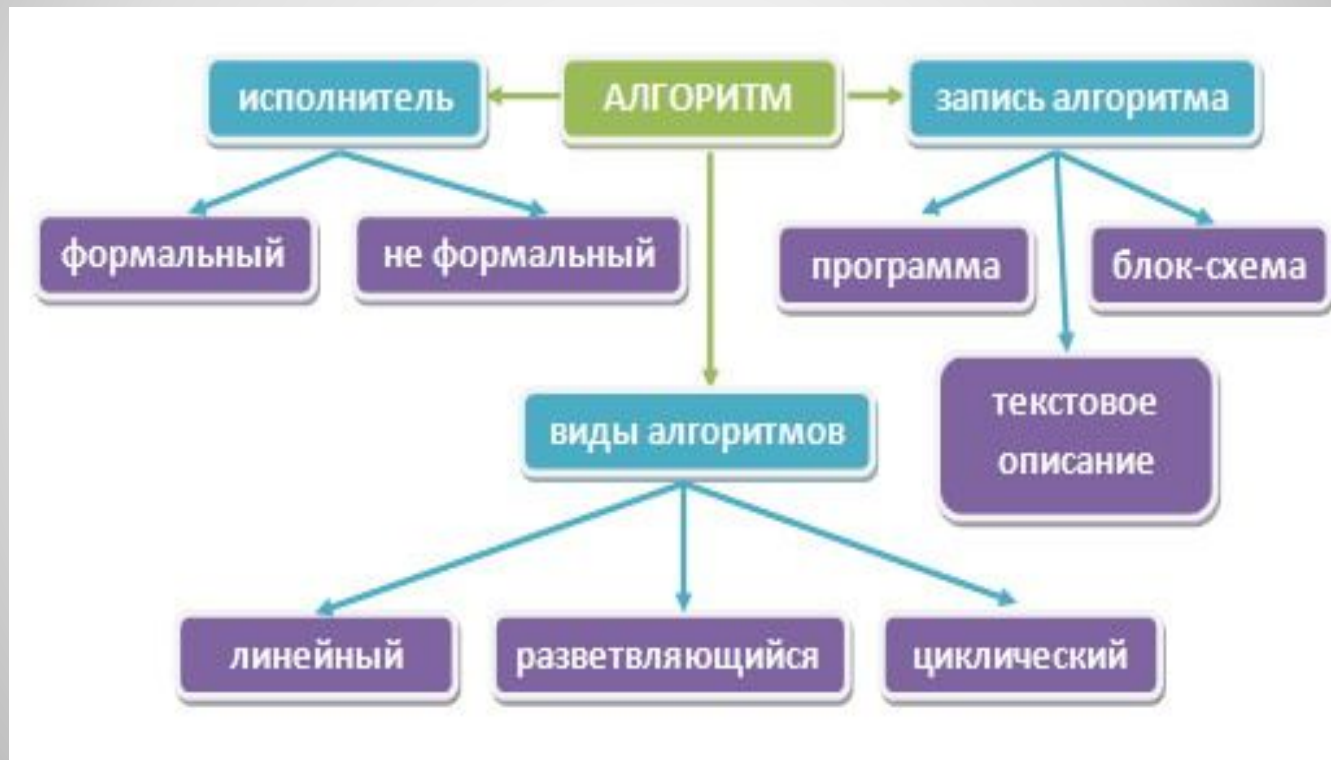 исполнитель
АЛГОРИТМ
запись алгоритма
формальный
не формальный
программа
блок-схема
текстовое
описание
виды алгоритмов
линейный
разветвляющийся
циклический